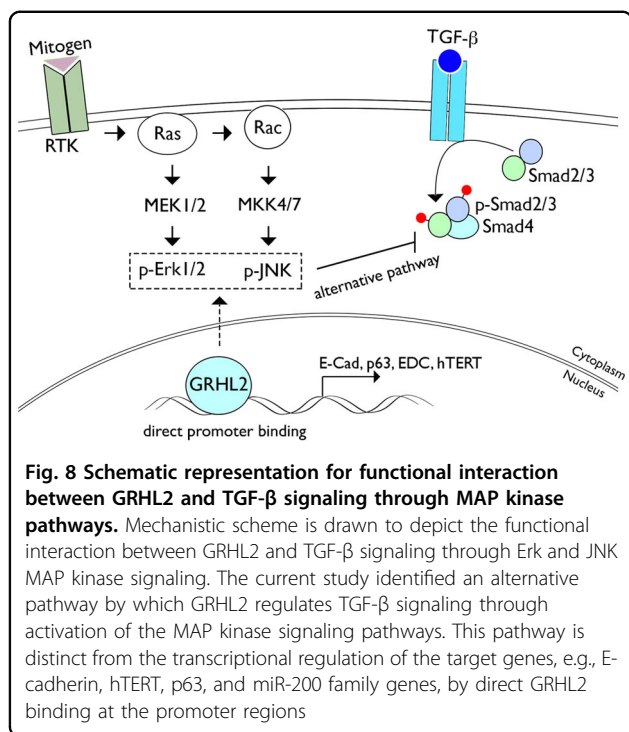 Mitogen
TGF-β
RTK
Ras
Rac
Smad2/3
MEK1/2
MKK4/7
p-Smad2/3
Smad4
p-Erk1/2
p-JNK
alternative pathway
Cytoplasm
Nucleus
E-Cad, p63, EDC, hTERT
GRHL2
direct promoter binding
Fig. 8 Schematic representation for functional interaction
between GRHL2 and TGF-β signaling through MAP kinase
pathways. Mechanistic scheme is drawn to depict the functional
interaction between GRHL2 and TGF-β signaling through Erk and JNK
MAP kinase signaling. The current study identified an alternative
pathway by which GRHL2 regulates TGF-β signaling through
activation of the MAP kinase signaling pathways. This pathway is
distinct from the transcriptional regulation of the target genes, e.g., E-
cadherin, hTERT, p63, and miR-200 family genes, by direct GRHL2
binding at the promoter regions